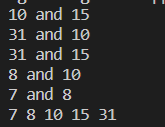 10 and 15
31 and 10
31 and 15
8 and 10
7 and 8
7 8 10 15 31